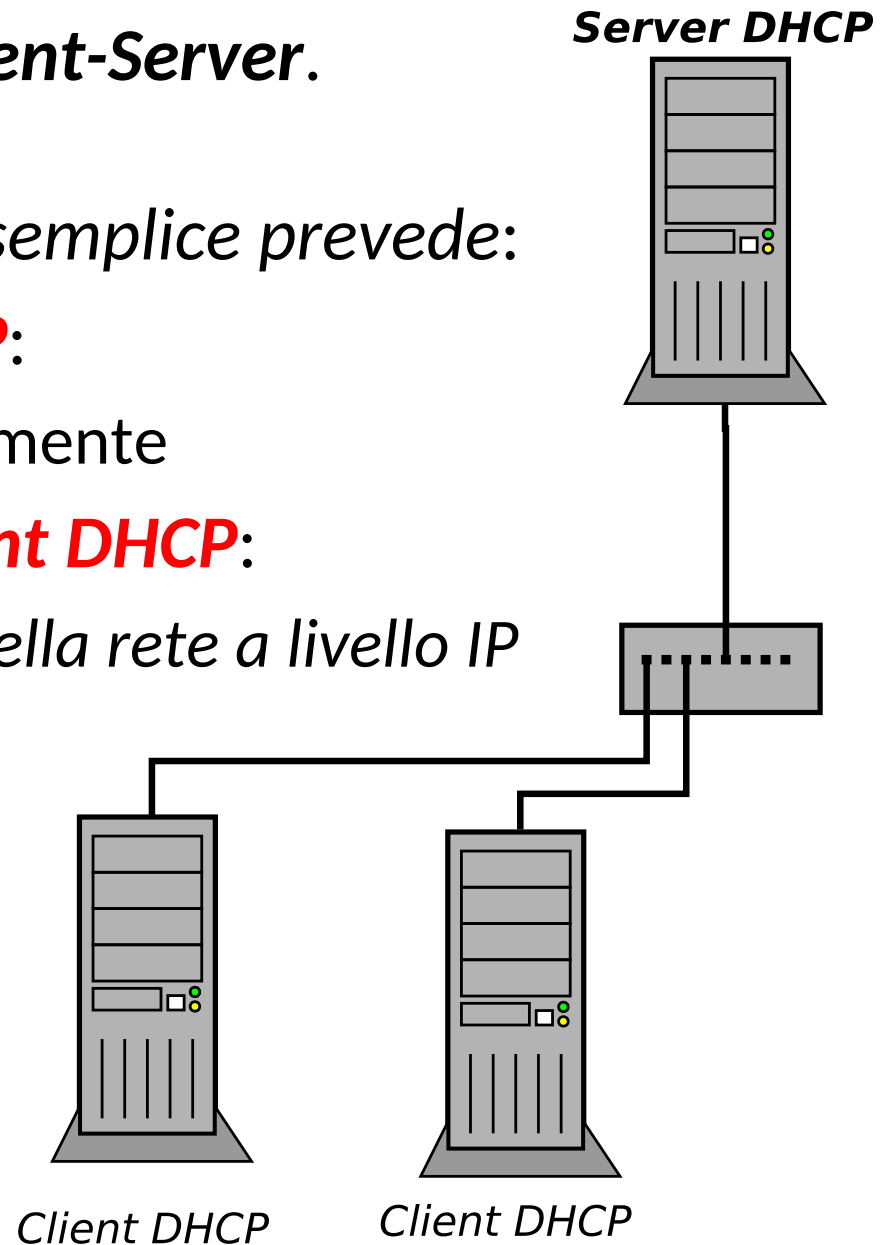 Server DHCP
ent-Server.
semplice prevede:
P:
mente
nt DHCP:
ella rete a livello IP
Client DHCP
Client DHCP